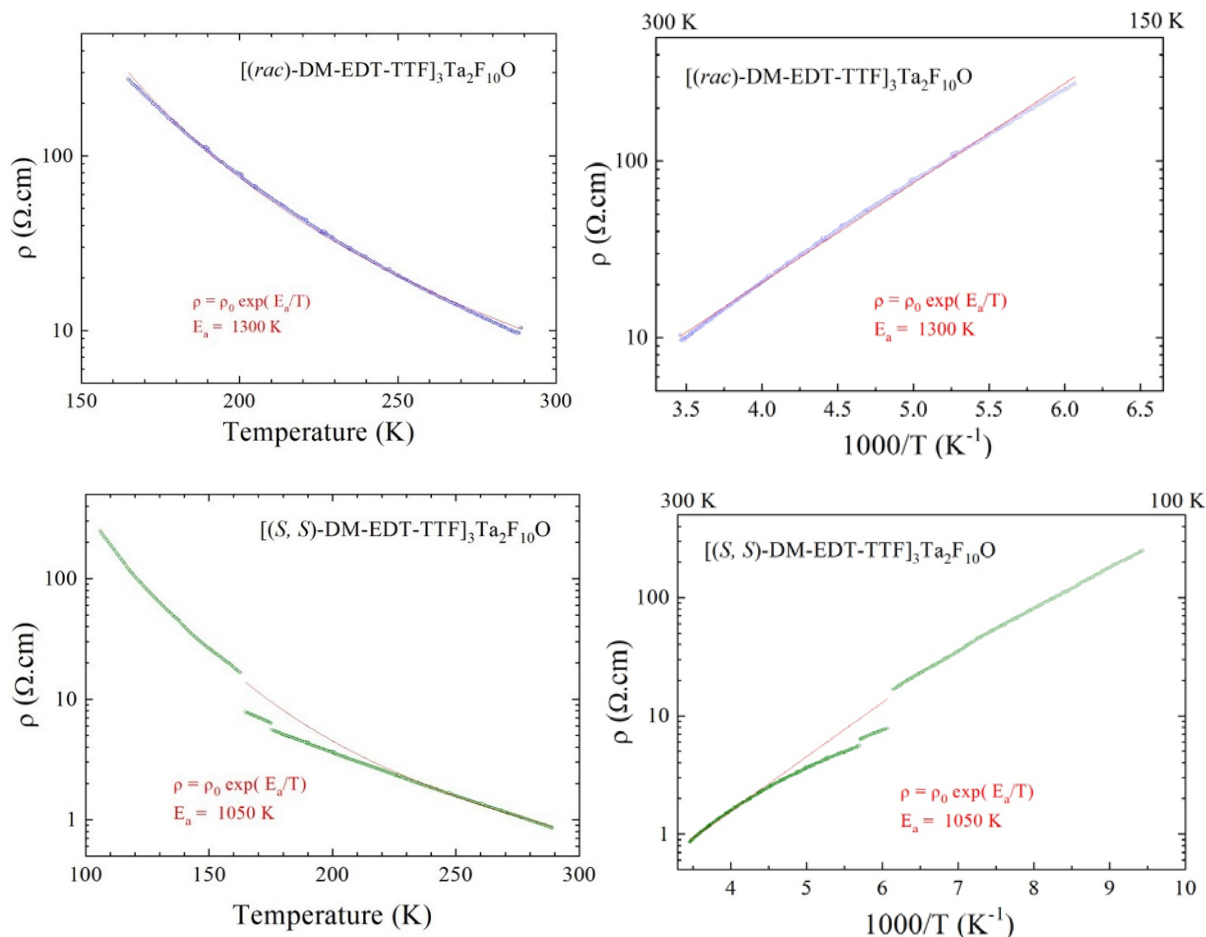 [(rac)-DM-EDT-TTF]₃Ta₂F₁₀O
100
10
ρ (Ω.cm)
ρ = ρ₀ exp( Eₐ/T)
Eₐ = 1300 K
150
200
250
300
Temperature (K)
300 K
150 K
[(rac)-DM-EDT-TTF]₃Ta₂F₁₀O
100
10
ρ (Ω.cm)
ρ = ρ₀ exp( Eₐ/T)
Eₐ = 1300 K
3.5
4.0
4.5
5.0
5.5
6.0
6.5
1000/T (K⁻¹)
[(S, S)-DM-EDT-TTF]₃Ta₂F₁₀O
100
10
1
ρ (Ω.cm)
ρ = ρ₀ exp( Eₐ/T)
Eₐ = 1050 K
100
150
200
250
300
Temperature (K)
300 K
100 K
[(S, S)-DM-EDT-TTF]₃Ta₂F₁₀O
100
10
1
ρ (Ω.cm)
ρ = ρ₀ exp( Eₐ/T)
Eₐ = 1050 K
4
5
6
7
8
9
10
1000/T (K⁻¹)